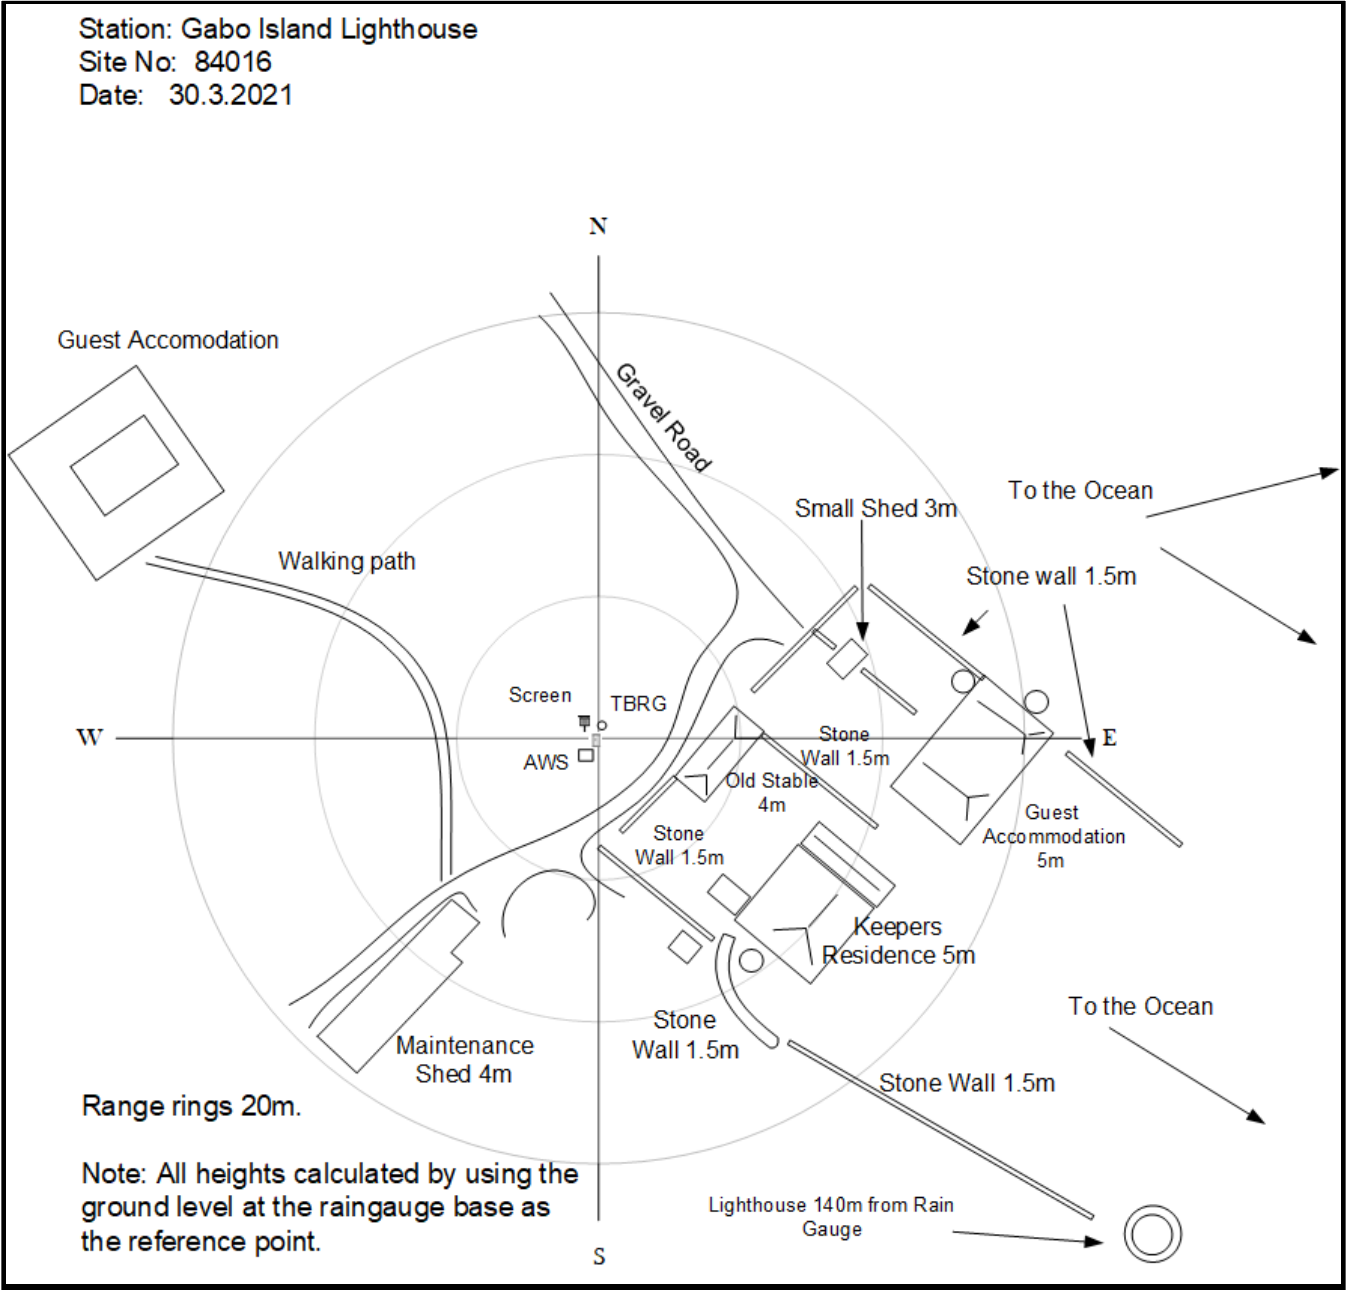 Station: Gabo Island Lighthouse
Site No: 84016
Date: 30.3.2021
N
Guest Accomodation
Gravel Road
To the Ocean
Small Shed 3m
Walking path
Stone wall 1.5m
Screen
TBRG
W
E
AWS
Stone
Wall 1.5m
Old Stable
4m
Stone
Wall 1.5m
Guest
Accommodation
5m
Keepers
Residence 5m
To the Ocean
Stone
Wall 1.5m
Maintenance
Shed 4m
Stone Wall 1.5m
Range rings 20m.
Note: All heights calculated by using the
ground level at the raingauge base as
the reference point.
Lighthouse 140m from Rain
Gauge
S